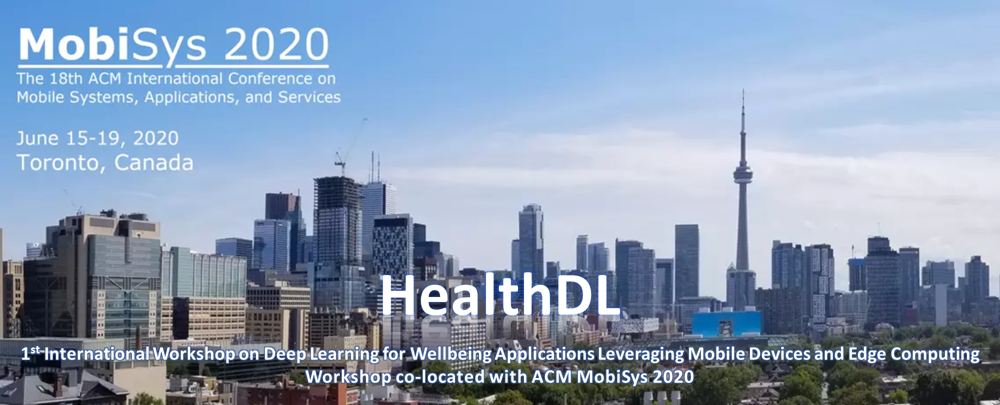 MobiSys 2020
The 18th ACM International Conference on
Mobile Systems, Applications, and Services
June 15-19, 2020
Toronto, Canada
HealthDL
1st International Workshop on Deep Learning for Wellbeing Applications Leveraging Mobile Devices and Edge Computing
Workshop co-located with ACM MobiSys 2020